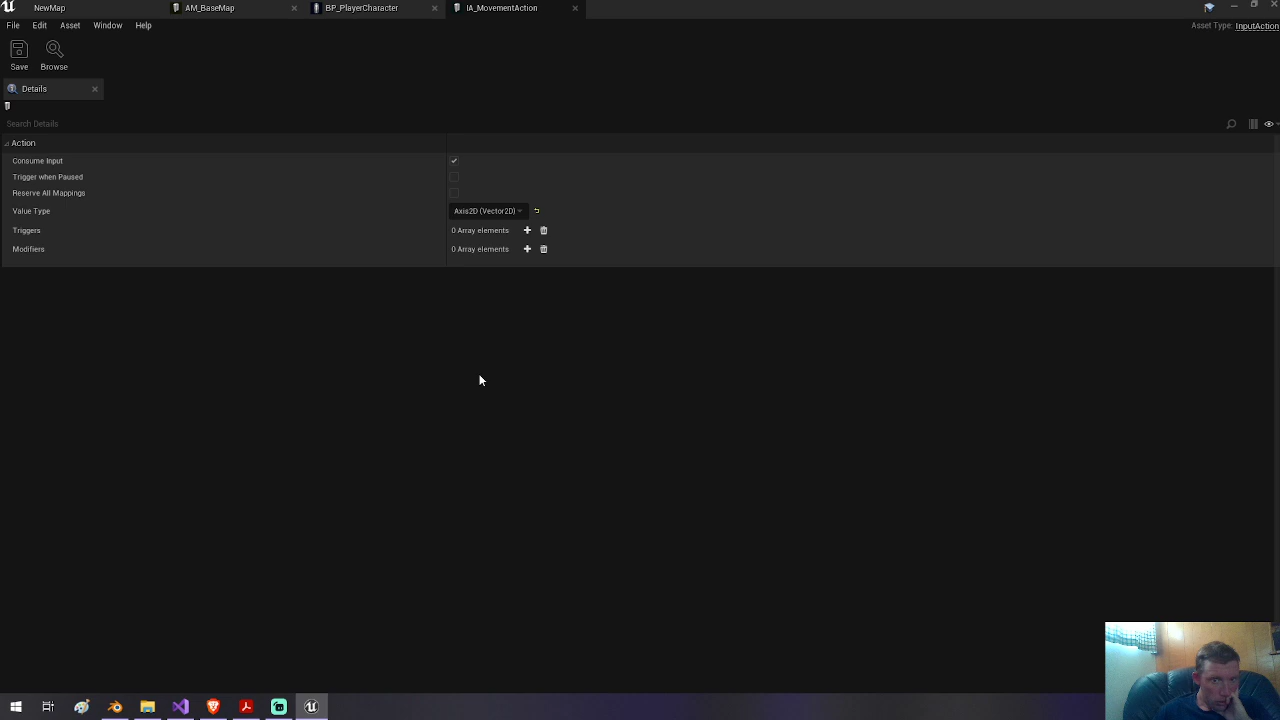 NewMap AM_BaseMap BP_PlayerCharacter IA_MovementAction
File Edit Asset Window Help Asset Type: InputAction
Save Browse
Details
Search Details
Action
Consume Input
Trigger when Paused
Reserve All Mappings
Value Type Axis2D (Vector2D)
Triggers 0 Array elements
Modifiers 0 Array elements